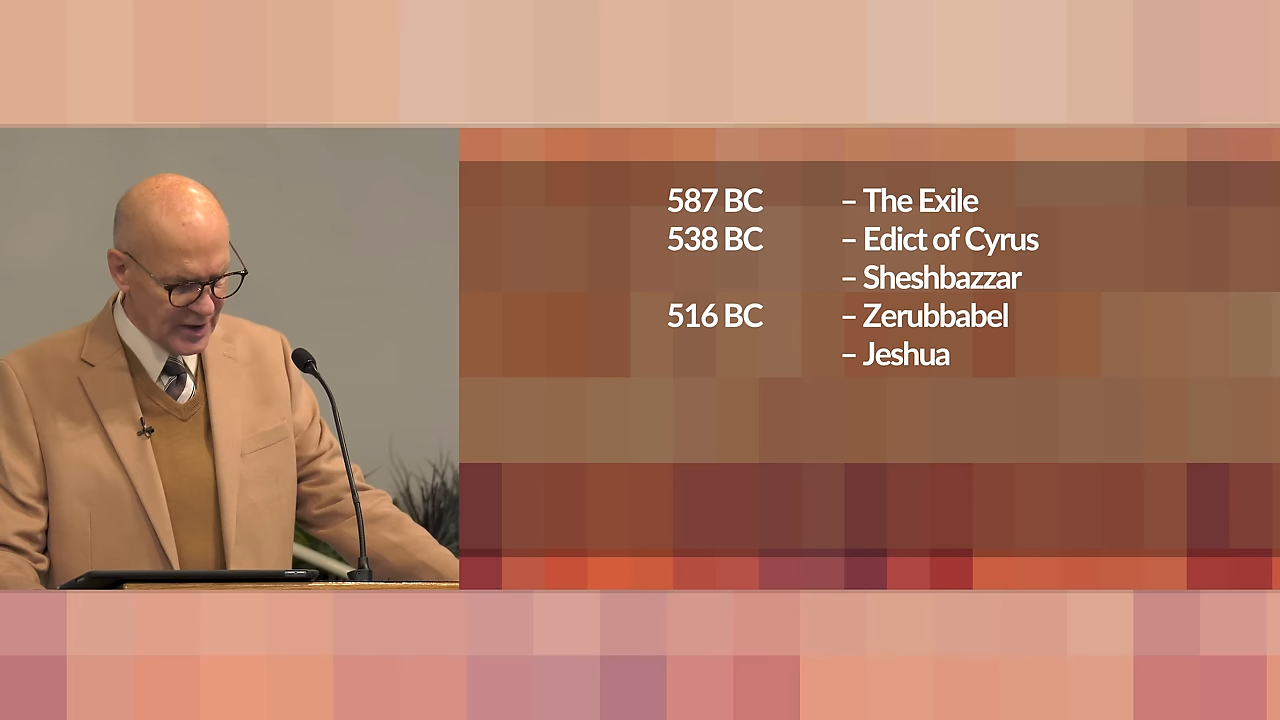 587 BC – The Exile
538 BC – Edict of Cyrus
– Sheshbazzar
516 BC – Zerubbabel
– Jeshua